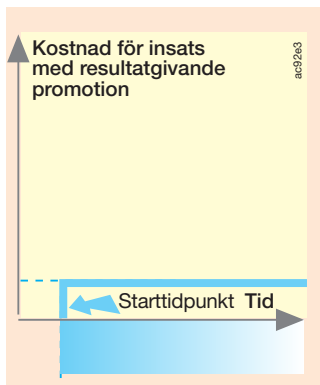 Kostnad för insats
med resultatgivande
promotion
ac92e3
Starttidpunkt Tid